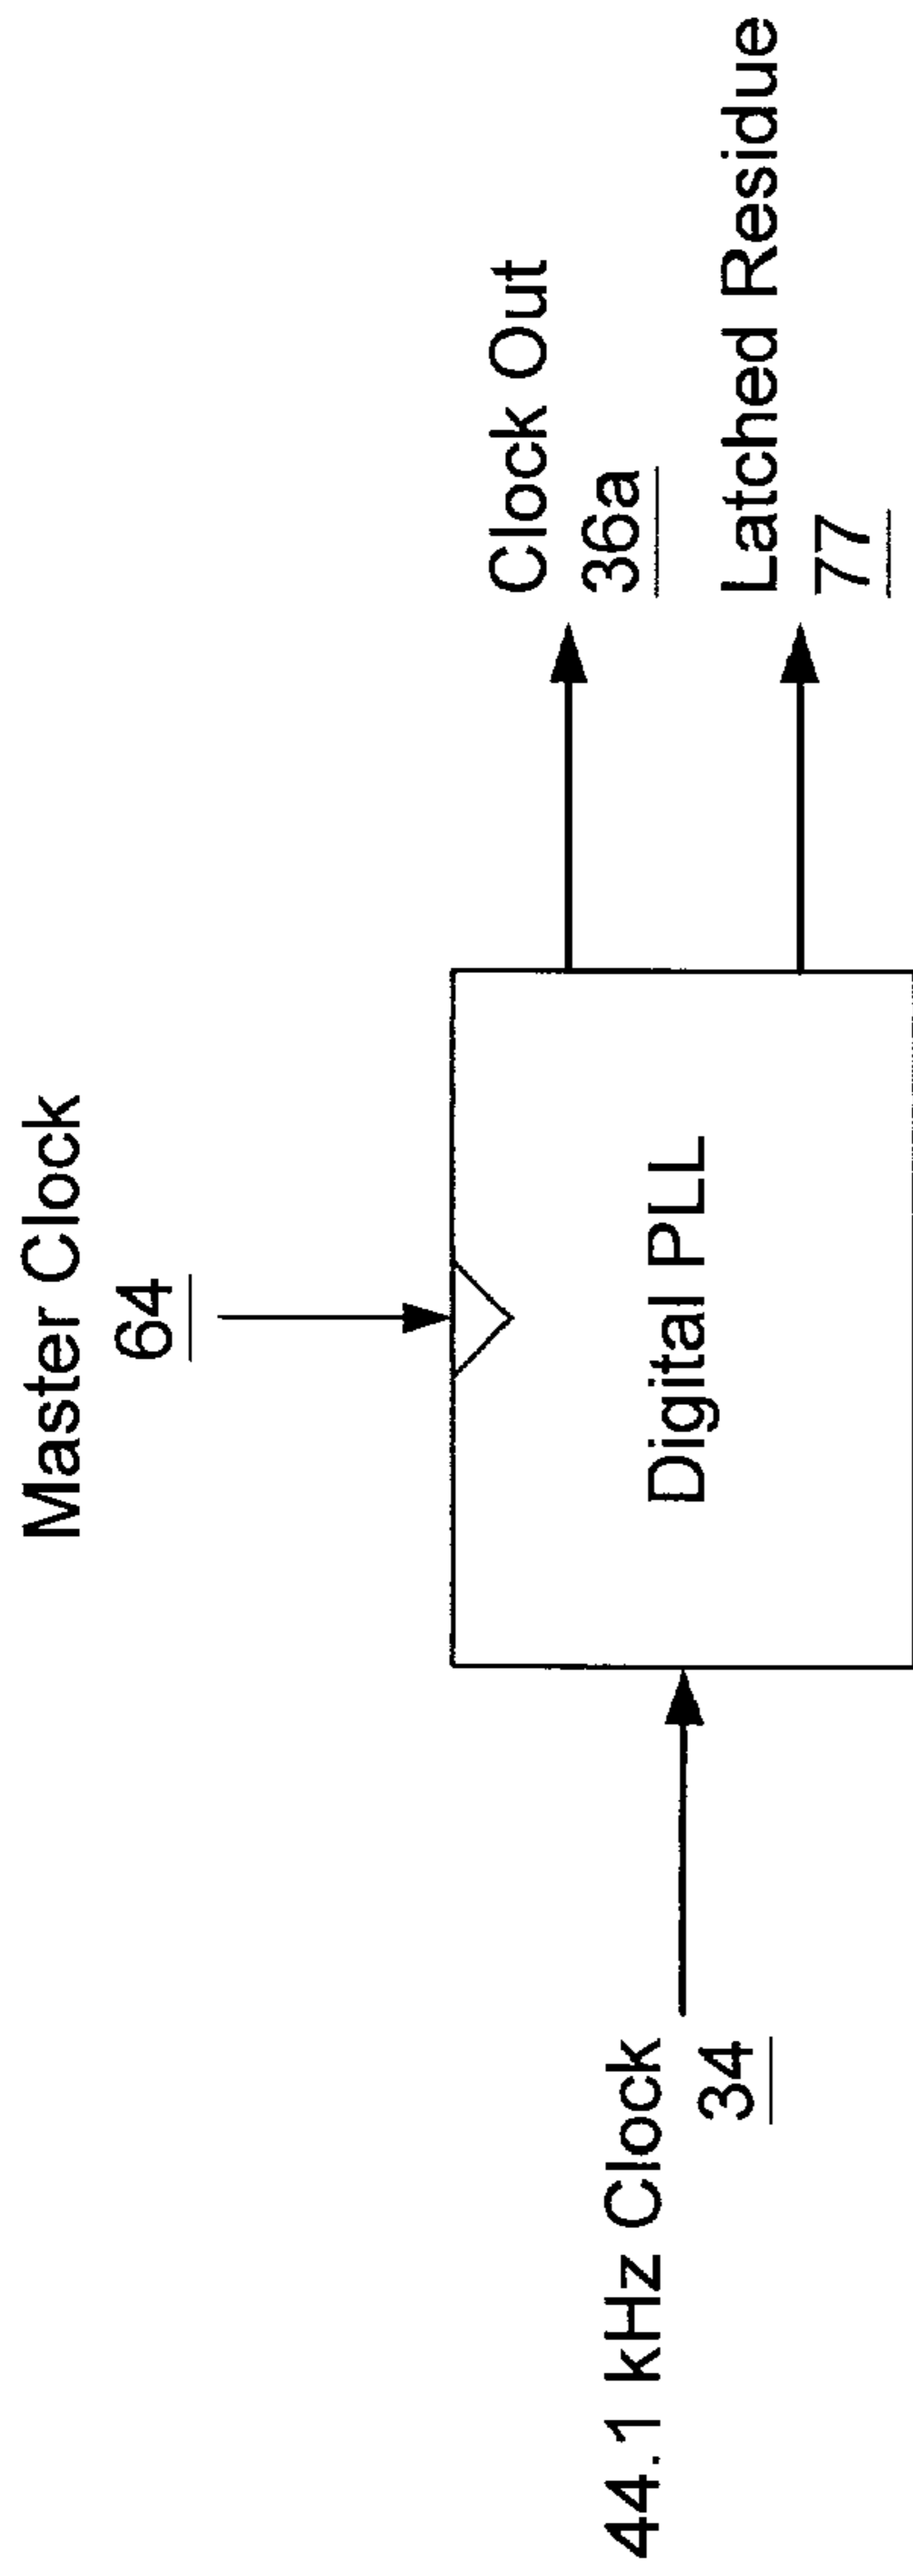 Master Clock
64
44.1 kHz Clock
34
Digital PLL
Clock Out
36a
Latched Residue
77